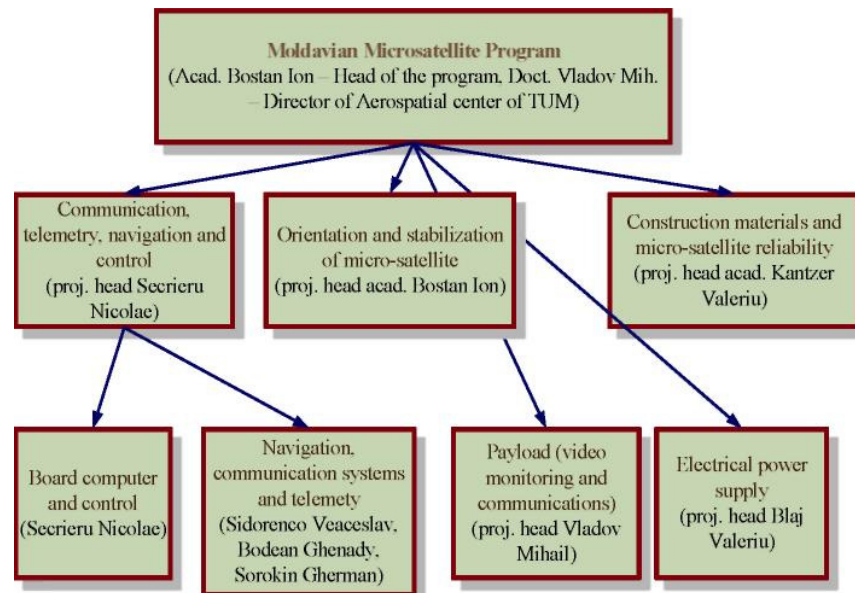 Moldavian Microsatellite Program
(Acad. Bostan Ion – Head of the program, Doct. Vladov Mih.
– Director of Aerospatial center of TUM)
Communication,
telemetry, navigation and
control
(proj. head Secrieru
Nicolae)
Orientation and stabilization
of micro-satellite
(proj. head acad. Bostan Ion)
Construction materials and
micro-satellite reliability
(proj. head acad. Kantzer
Valeriu)
Board computer
and control
(Secrieru Nicolae)
Navigation,
communication systems
and telemety
(Sidorenco Veaceslav,
Bodean Ghenady,
Sorokin Gherman)
Payload (video
monitoring and
communications)
(proj. head Vladov
Mihail)
Electrical power
supply
(proj. head Blaj
Valeriu)